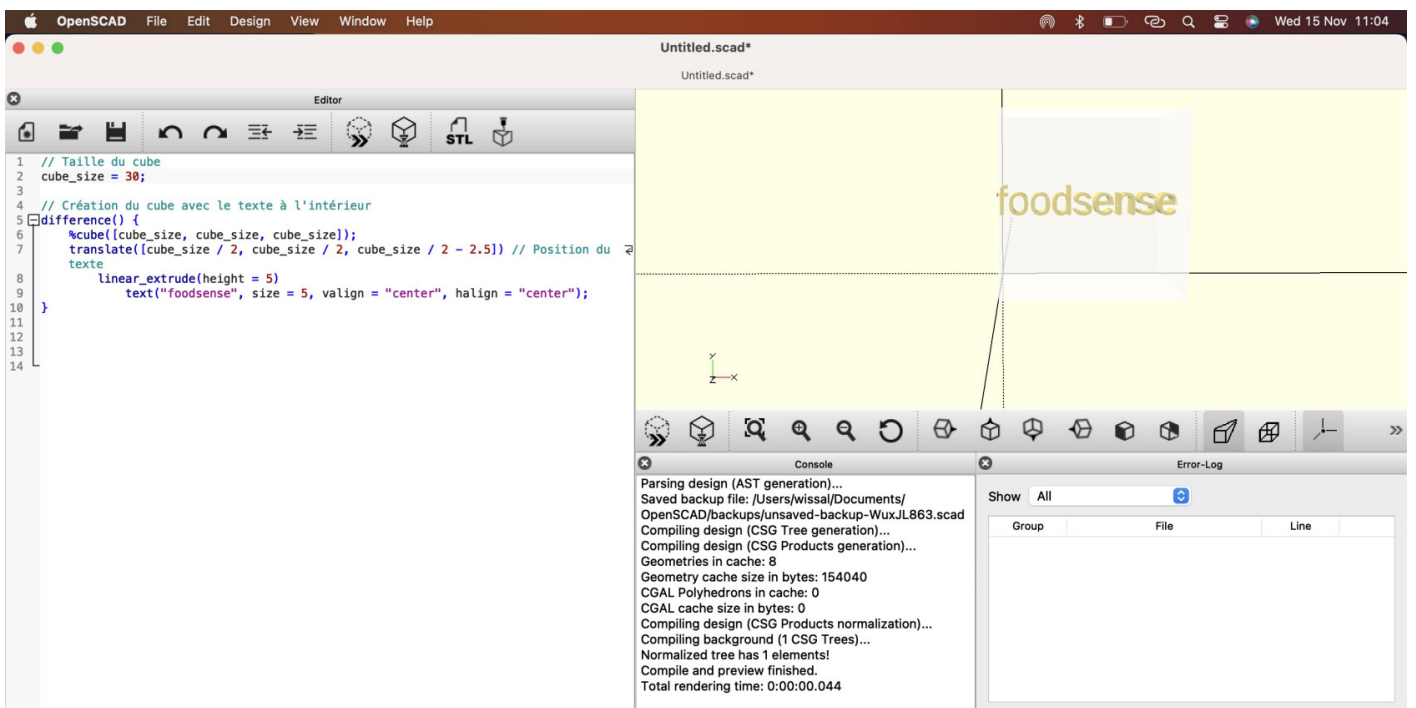 OpenSCAD File Edit Design View Window Help Wed 15 Nov 11:04
Untitled.scad*
Untitled.scad*
Editor
STL
1 // Taille du cube
2 cube_size = 30;
3
4 // Création du cube avec le texte à l'intérieur
5 difference() {
6 %cube([cube_size, cube_size, cube_size]);
7 translate([cube_size / 2, cube_size / 2, cube_size / 2 - 2.5]) // Position du
texte
8 linear_extrude(height = 5)
9 text("foodsense", size = 5, valign = "center", halign = "center");
10 }
11
12
13
14
foodsense
Y
Z X
Console
Parsing design (AST generation)...
Saved backup file: /Users/wissal/Documents/
OpenSCAD/backups/unsaved-backup-WuxJL863.scad
Compiling design (CSG Tree generation)...
Compiling design (CSG Products generation)...
Geometries in cache: 8
Geometry cache size in bytes: 154040
CGAL Polyhedrons in cache: 0
CGAL cache size in bytes: 0
Compiling design (CSG Products normalization)...
Compiling background (1 CSG Trees)...
Normalized tree has 1 elements!
Compile and preview finished.
Total rendering time: 0:00:00.044
Error-Log
Show All
Group File Line